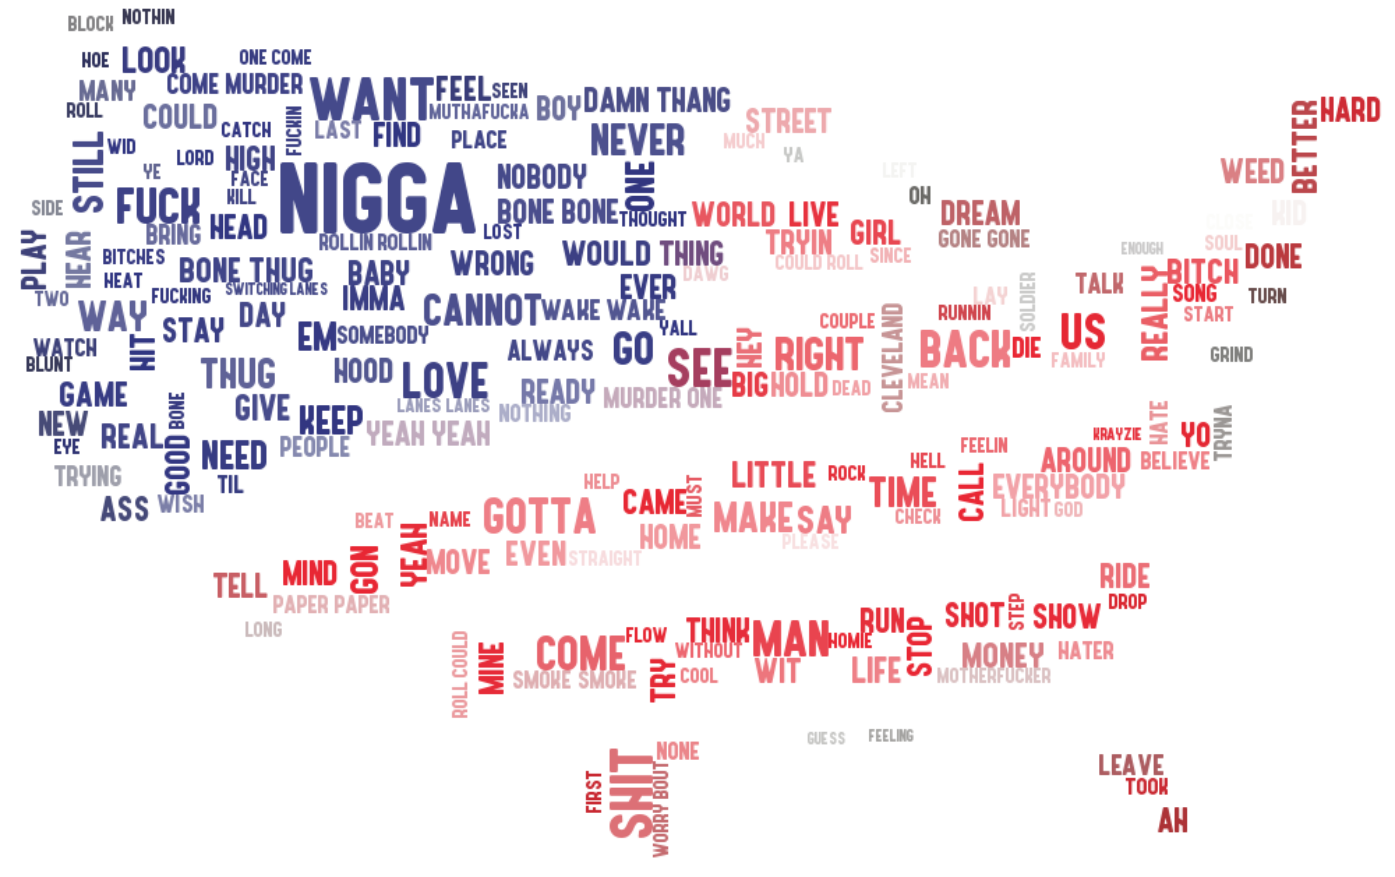 BLOCK NOTHIN
HOE LOOK ONE COME
MANY COME MURDER WANT FEEL SEEN
ROLL COULD FUCKIN MUTHAFUCKA BOY DAMN THANG
CATCH LAST FIND PLACE NEVER STREET BETTER HARD
STILL WID LORD HIGH MUCH YA
YE FACE NIGGA NOBODY ONE LEFT WEED
SIDE FUCK KILL BONE BONE THOUGHT WORLD LIVE OH DREAM KID
BRING HEAD ROLLIN ROLLIN LOST TRYIN GIRL GONE GONE SOUL
PLAY HEAR BITCHES WRONG WOULD THING COULD ROLL SINCE ENOUGH DONE
HEAT BONE THUG BABY DAWG BITCH
TWO FUCKING SWITCHING LANES IMMA EVER LAY SOLDIER TALK SONG TURN
WAY STAY DAY CANNOT WAKE WAKE COUPLE CLEVELAND RUNNIN REALLY START
WATCH HIT EM SOMEBODY YALL HEY US
BLUNT ALWAYS GO RIGHT BACK DIE FAMILY GRIND
THUG HOOD LOVE SEE BIG HOLD DEAD MEAN
GAME GIVE READY MURDER ONE
NEW BONE KEEP LANES LANES NOTHING HATE TRYNA
EYE REAL GOOD PEOPLE YEAH YEAH FEELIN KRAYZIE YO
NEED HELL AROUND BELIEVE
TRYING TIL HELP LITTLE ROCK TIME CALL EVERYBODY
ASS WISH CAME MUST LIGHT GOD
BEAT NAME GOTTA MAKE SAY CHECK
HOME PLEASE
MIND GON YEAH MOVE EVEN STRAIGHT
TELL RIDE
PAPER PAPER DROP
LONG FLOW THINK MAN RUN SHOT STEP SHOW
ROLL COULD MINE COME WITHOUT HOMIE STOP MONEY HATER
SMOKE SMOKE TRY COOL WIT LIFE MOTHERFUCKER
GUESS FEELING
SHIT NONE LEAVE
FIRST WORRY BOUT TOOK
AH